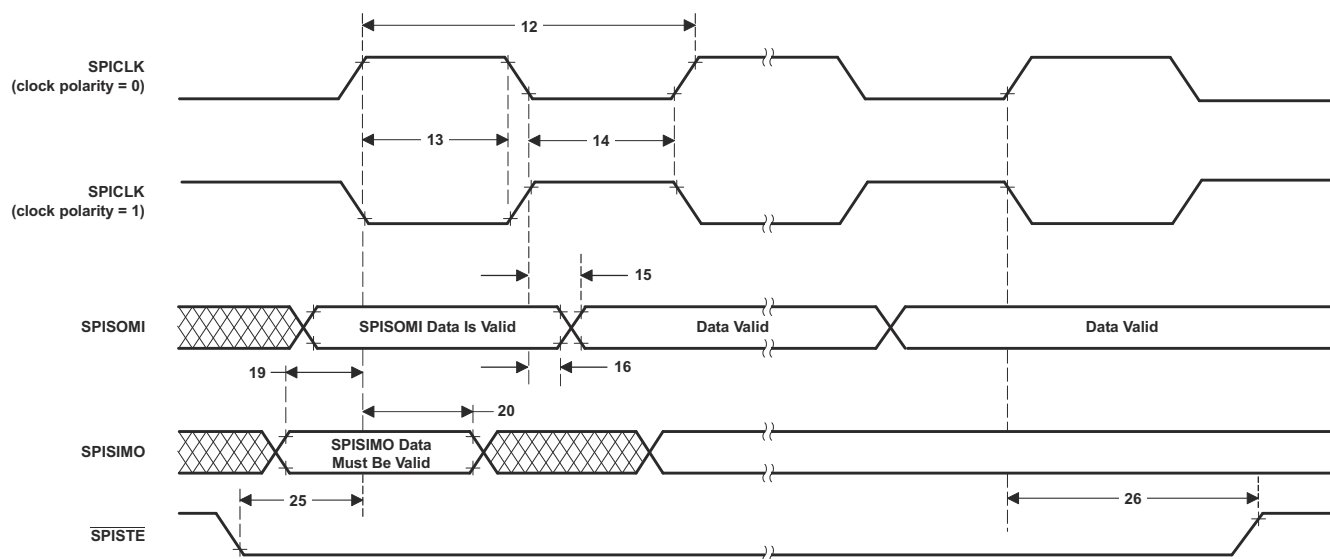 12
SPICLK
(clock polarity = 0)
13
14
SPICLK
(clock polarity = 1)
15
SPISOMI
SPISOMI Data Is Valid
Data Valid
Data Valid
16
19
20
SPISIMO
SPISIMO Data
Must Be Valid
25
26
SPISTE